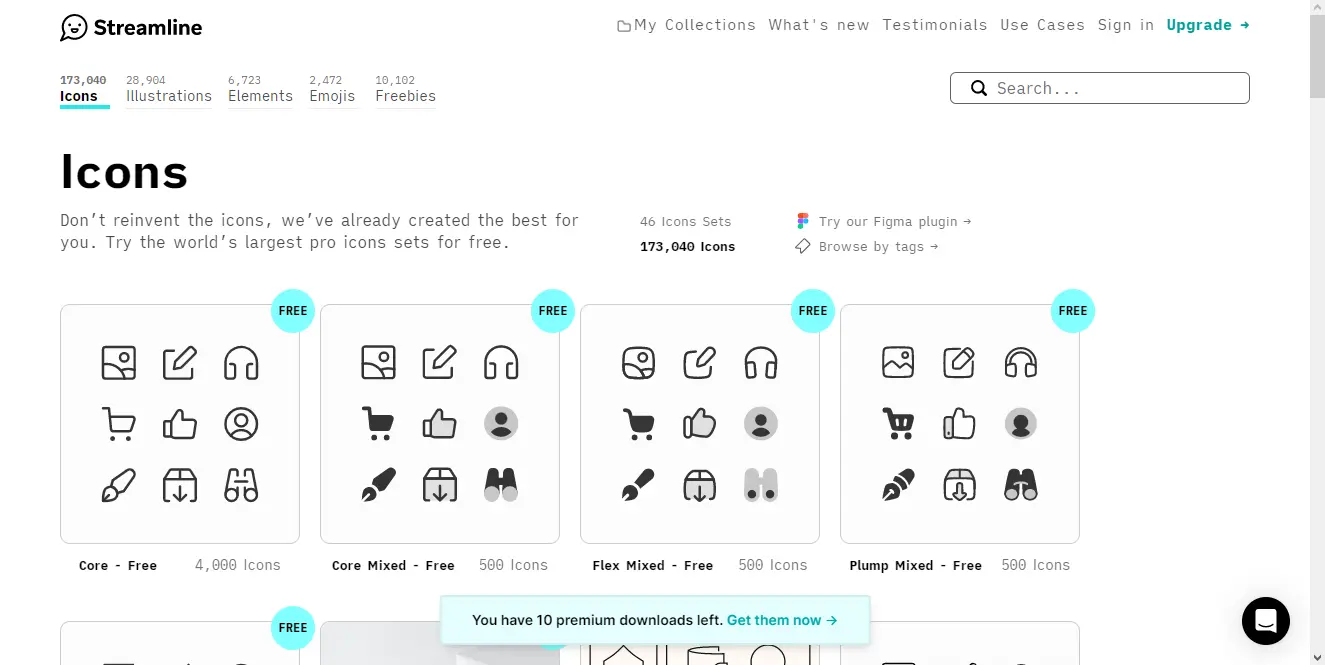 Streamline
My Collections What's new Testimonials Use Cases Sign in Upgrade →
173,040 28,904 6,723 2,472 10,102
Icons Illustrations Elements Emojis Freebies
Search...
Icons
Don’t reinvent the icons, we’ve already created the best for
you. Try the world’s largest pro icons sets for free.
46 Icons Sets
173,040 Icons
Try our Figma plugin →
Browse by tags →
FREE FREE FREE FREE
Core - Free 4,000 Icons
Core Mixed - Free 500 Icons
Flex Mixed - Free 500 Icons
Plump Mixed - Free 500 Icons
You have 10 premium downloads left. Get them now →
FREE